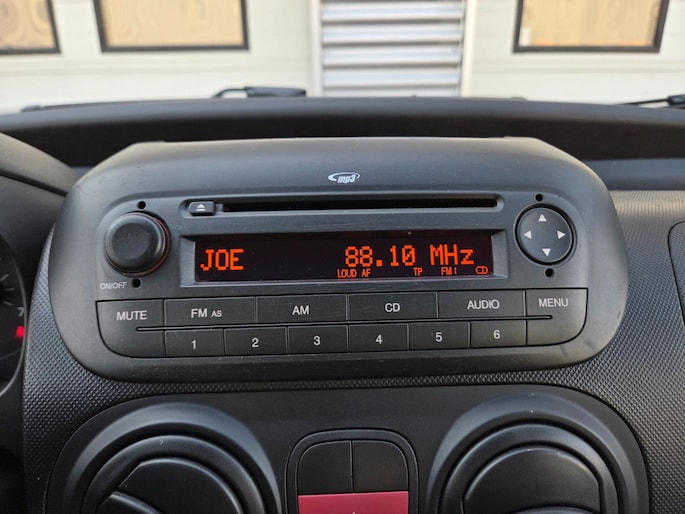 mp3
JOE 88.10 MHz
LOUD AF TP FM1
ON/OFF
MUTE FM AS AM CD AUDIO MENU
1 2 3 4 5 6
7